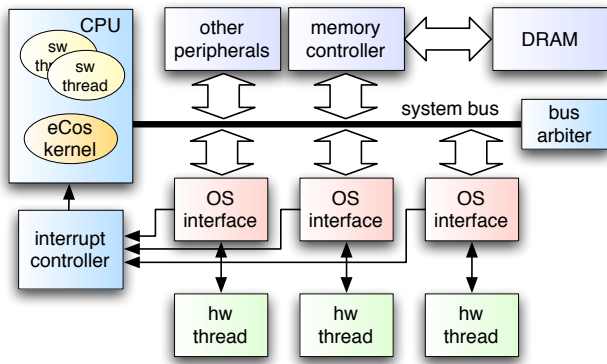 CPU
sw
thread
sw
thread
eCos
kernel
other
peripherals
memory
controller
DRAM
system bus
bus
arbiter
OS
interface
OS
interface
OS
interface
interrupt
controller
hw
thread
hw
thread
hw
thread